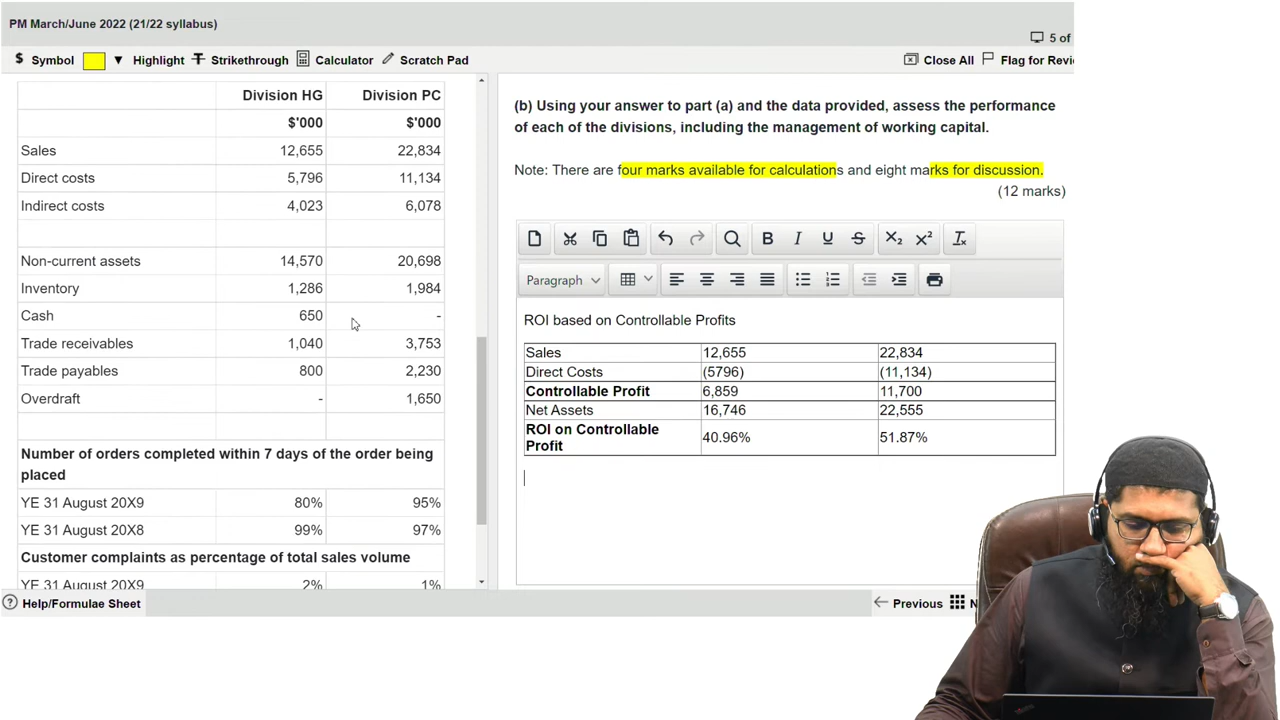 PM March/June 2022 (21/22 syllabus)
5 of
$ Symbol Highlight Strikethrough Calculator Scratch Pad Close All Flag for Revie
Division HG Division PC
$'000 $'000
Sales 12,655 22,834
Direct costs 5,796 11,134
Indirect costs 4,023 6,078
Non-current assets 14,570 20,698
Inventory 1,286 1,984
Cash 650 -
Trade receivables 1,040 3,753
Trade payables 800 2,230
Overdraft - 1,650
Number of orders completed within 7 days of the order being
placed
YE 31 August 20X9 80% 95%
YE 31 August 20X8 99% 97%
Customer complaints as percentage of total sales volume
YE 31 August 20X9 2% 1%
(b) Using your answer to part (a) and the data provided, assess the performance
of each of the divisions, including the management of working capital.
Note: There are four marks available for calculations and eight marks for discussion.
(12 marks)
B I U S X₂ X² Ix
Paragraph
ROI based on Controllable Profits
Sales 12,655 22,834
Direct Costs (5796) (11,134)
Controllable Profit 6,859 11,700
Net Assets 16,746 22,555
ROI on Controllable
Profit 40.96% 51.87%
Help/Formulae Sheet Previous N